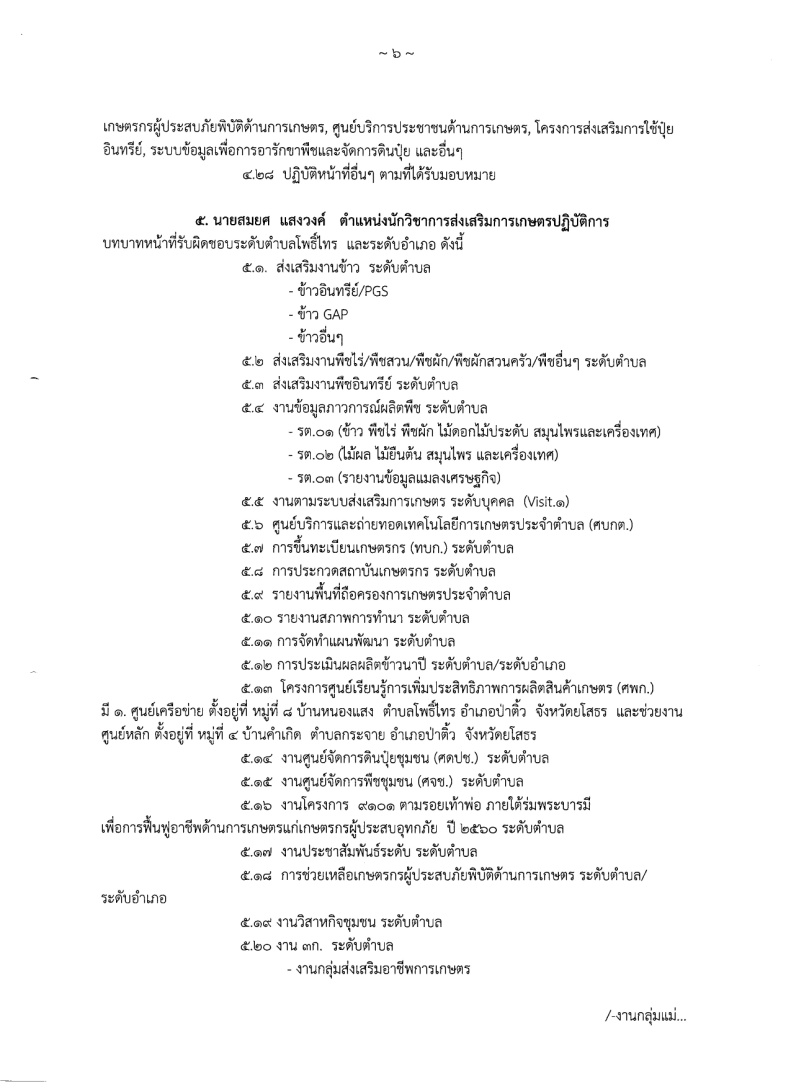 ~ ๖ ~
เกษตรกรผู้ประสบภัยพิบัติด้านการเกษตร, ศูนย์บริการประชาชนด้านการเกษตร, โครงการส่งเสริมการใช้ปุ๋ย
อินทรีย์, ระบบข้อมูลเพื่อการอารักขาพืชและจัดการดินปุ๋ย และอื่นๆ
๔.๒๘ ปฏิบัติหน้าที่อื่นๆ ตามที่ได้รับมอบหมาย
๕. นายสมยศ แสงวงค์ ตำแหน่งนักวิชาการส่งเสริมการเกษตรปฏิบัติการ
บทบาทหน้าที่รับผิดชอบระดับตำบลโพธิ์ไทร และระดับอำเภอ ดังนี้
๕.๑. ส่งเสริมงานข้าว ระดับตำบล
- ข้าวอินทรีย์/PGS
- ข้าว GAP
- ข้าวอื่นๆ
๕.๒ ส่งเสริมงานพืชไร่/พืชสวน/พืชผัก/พืชผักสวนครัว/พืชอื่นๆ ระดับตำบล
๕.๓ ส่งเสริมงานพืชอินทรีย์ ระดับตำบล
๕.๔ งานข้อมูลภาวการณ์ผลิตพืช ระดับตำบล
- รต.๐๑ (ข้าว พืชไร่ พืชผัก ไม้ดอกไม้ประดับ สมุนไพรและเครื่องเทศ)
- รต.๐๒ (ไม้ผล ไม้ยืนต้น สมุนไพร และเครื่องเทศ)
- รต.๐๓ (รายงานข้อมูลแมลงเศรษฐกิจ)
๕.๕ งานตามระบบส่งเสริมการเกษตร ระดับบุคคล (Visit.๑)
๕.๖ ศูนย์บริการและถ่ายทอดเทคโนโลยีการเกษตรประจำตำบล (ศบกต.)
๕.๗ การขึ้นทะเบียนเกษตรกร (ทบก.) ระดับตำบล
๕.๘ การประกวดสถาบันเกษตรกร ระดับตำบล
๕.๙ รายงานพื้นที่ถือครองการเกษตรประจำตำบล
๕.๑๐ รายงานสภาพการทำนา ระดับตำบล
๕.๑๑ การจัดทำแผนพัฒนา ระดับตำบล
๕.๑๒ การประเมินผลผลิตข้าวนาปี ระดับตำบล/ระดับอำเภอ
๕.๑๓ โครงการศูนย์เรียนรู้การเพิ่มประสิทธิภาพการผลิตสินค้าเกษตร (ศพก.)
มี ๑. ศูนย์เครือข่าย ตั้งอยู่ที่ หมู่ที่ ๘ บ้านหนองแสง ตำบลโพธิ์ไทร อำเภอป่าติ้ว จังหวัดยโสธร และช่วยงาน
ศูนย์หลัก ตั้งอยู่ที่ หมู่ที่ ๔ บ้านคำเกิด ตำบลกระจาย อำเภอป่าติ้ว จังหวัดยโสธร
๕.๑๔ งานศูนย์จัดการดินปุ๋ยชุมชน (ศดปช.) ระดับตำบล
๕.๑๕ งานศูนย์จัดการพืชชุมชน (ศจช.) ระดับตำบล
๕.๑๖ งานโครงการ ๙๑๐๑ ตามรอยเท้าพ่อ ภายใต้ร่มพระบารมี
เพื่อการฟื้นฟูอาชีพด้านการเกษตรแก่เกษตรกรผู้ประสบอุทกภัย ปี ๒๕๖๐ ระดับตำบล
๕.๑๗ งานประชาสัมพันธ์ระดับ ระดับตำบล
๕.๑๘ การช่วยเหลือเกษตรกรผู้ประสบภัยพิบัติด้านการเกษตร ระดับตำบล/
ระดับอำเภอ
๕.๑๙ งานวิสาหกิจชุมชน ระดับตำบล
๕.๒๐ งาน ๓ก. ระดับตำบล
- งานกลุ่มส่งเสริมอาชีพการเกษตร
/-งานกลุ่มแม่...